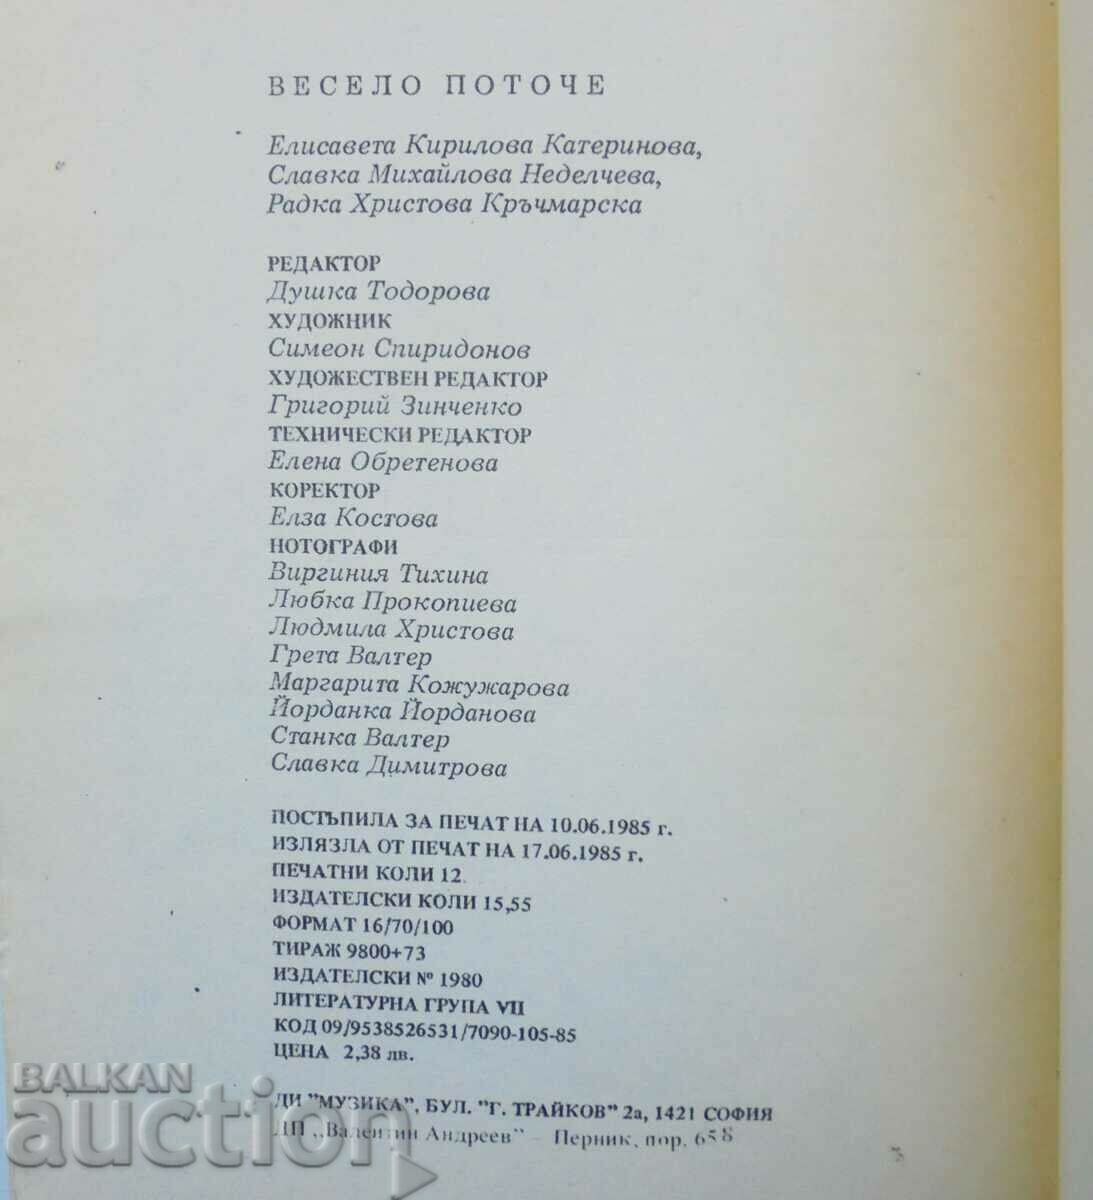 ВЕСЕЛО ПОТОЧЕ
Елисавета Кирилова Катеринова,
Славка Михайлова Неделчева,
Радка Христова Кръчмарска
РЕДАКТОР
Душка Тодорова
ХУДОЖНИК
Симеон Спиридонов
ХУДОЖЕСТВЕН РЕДАКТОР
Григорий Зинченко
ТЕХНИЧЕСКИ РЕДАКТОР
Елена Обретенова
КОРЕКТОР
Елза Костова
НОТОГРАФИ
Виргиния Тихина
Любка Прокопиева
Людмила Христова
Грета Валтер
Маргарита Кожужарова
Йорданка Йорданова
Станка Валтер
Славка Димитрова
ПОСТЪПИЛА ЗА ПЕЧАТ НА 10.06.1985 г.
ИЗЛЯЗЛА ОТ ПЕЧАТ НА 17.06.1985 г.
ПЕЧАТНИ КОЛИ 12
ИЗДАТЕЛСКИ КОЛИ 15,55
ФОРМАТ 16/70/100
ТИРАЖ 9800+73
ИЗДАТЕЛСКИ № 1980
ЛИТЕРАТУРНА ГРУПА VII
КОД 09/9538526531/7090-105-85
ЦЕНА 2,38 лв.
ДИ "МУЗИКА", БУЛ. "Г. ТРАЙКОВ" 2а, 1421 СОФИЯ
ДП „Валентин Андреев" – Перник, пор. 658
BALKAN
auction